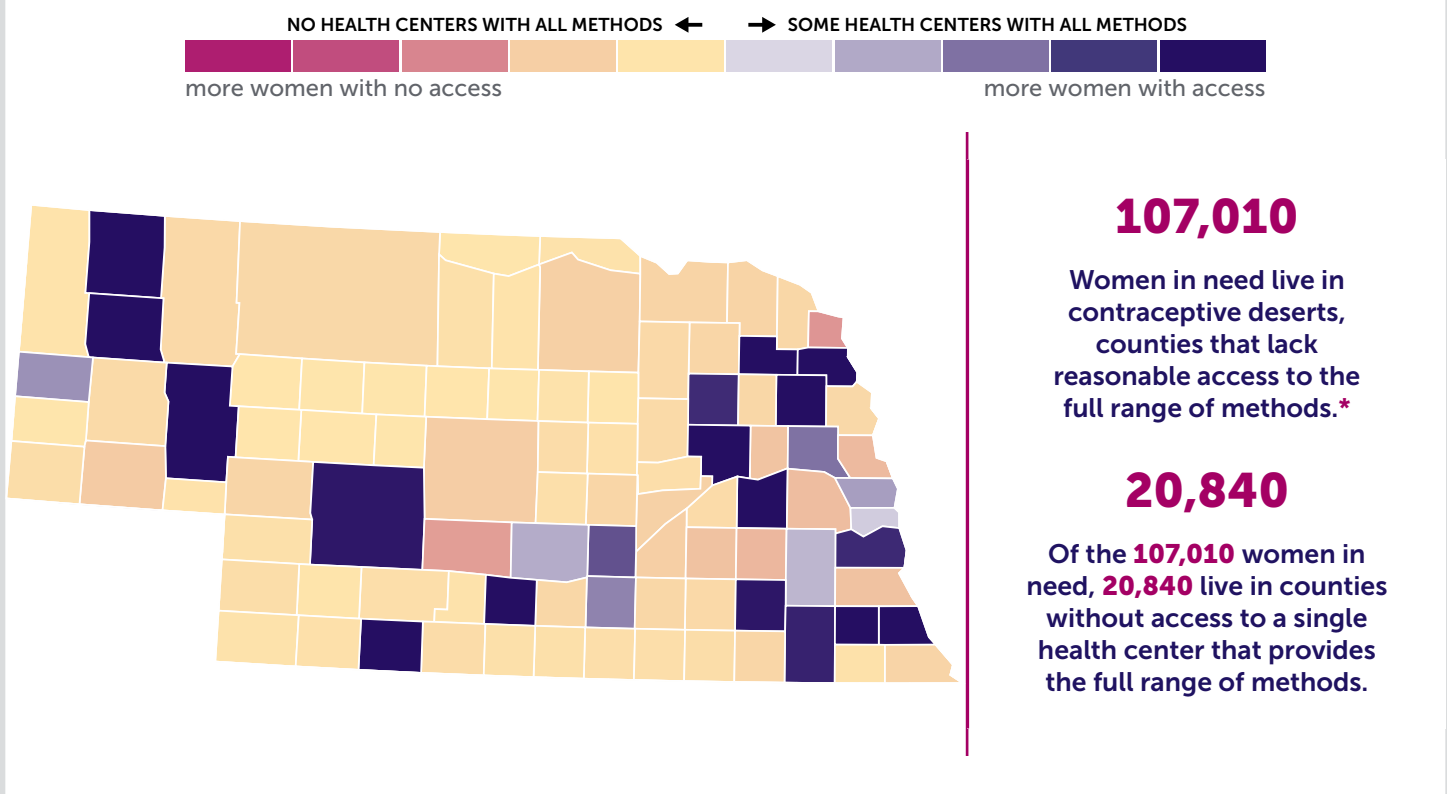 NO HEALTH CENTERS WITH ALL METHODS
SOME HEALTH CENTERS WITH ALL METHODS
more women with no access
more women with access
107,010
Women in need live in
contraceptive deserts,
counties that lack
reasonable access to the
full range of methods.*
20,840
Of the 107,010 women in
need, 20,840 live in counties
without access to a single
health center that provides
the full range of methods.